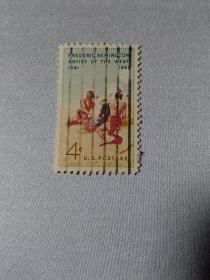 FREDERIC REMINGTON
ARTIST OF THE WEST
1861 1961
4¢
U.S. POSTAGE